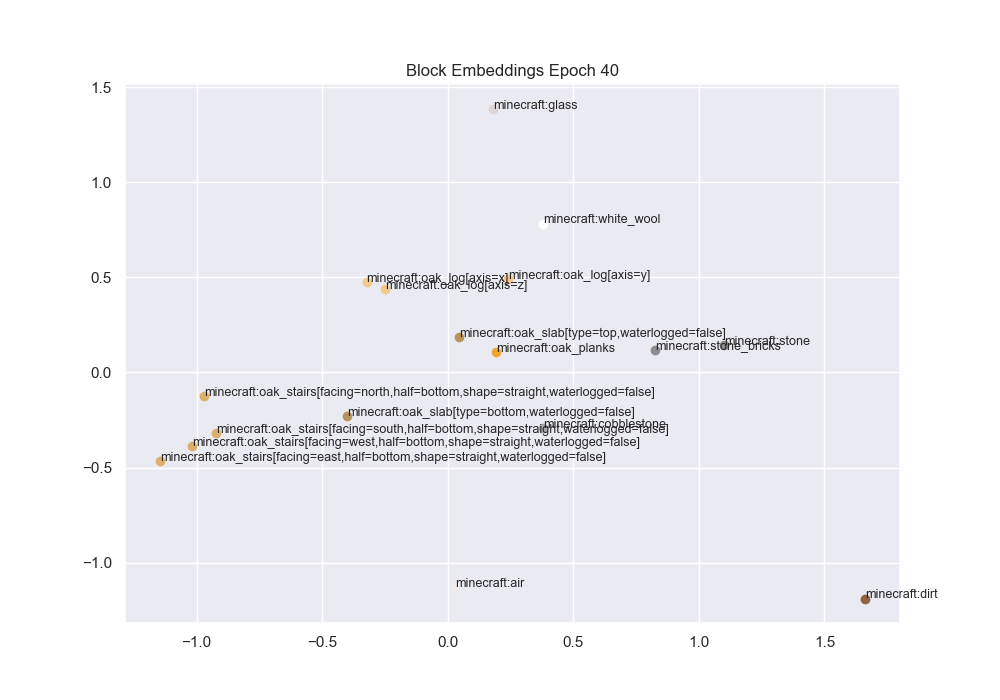 Block Embeddings Epoch 40
1.5
minecraft:glass
1.0
minecraft:white_wool
0.5
minecraft:oak_log[axis=x]
minecraft:oak_log[axis=y]
minecraft:oak_log[axis=z]
minecraft:oak_slab[type=top,waterlogged=false]
minecraft:stone
minecraft:oak_planks
minecraft:stone_bricks
0.0
minecraft:oak_stairs[facing=north,half=bottom,shape=straight,waterlogged=false]
minecraft:oak_slab[type=bottom,waterlogged=false]
minecraft:cobblestone
minecraft:oak_stairs[facing=south,half=bottom,shape=straight,waterlogged=false]
minecraft:oak_stairs[facing=west,half=bottom,shape=straight,waterlogged=false]
minecraft:oak_stairs[facing=east,half=bottom,shape=straight,waterlogged=false]
−0.5
−1.0
minecraft:air
minecraft:dirt
−1.0 −0.5 0.0 0.5 1.0 1.5